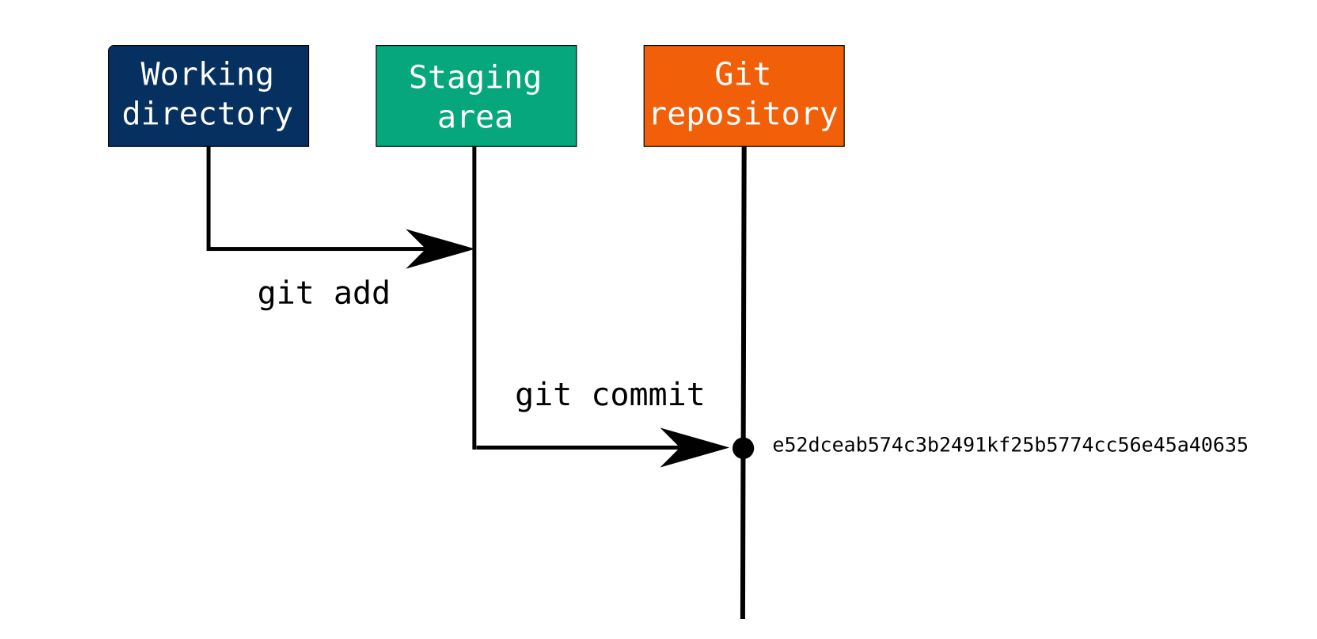 Working
directory
Staging
area
Git
repository
git add
git commit
e52dceab574c3b2491kf25b5774cc56e45a40635